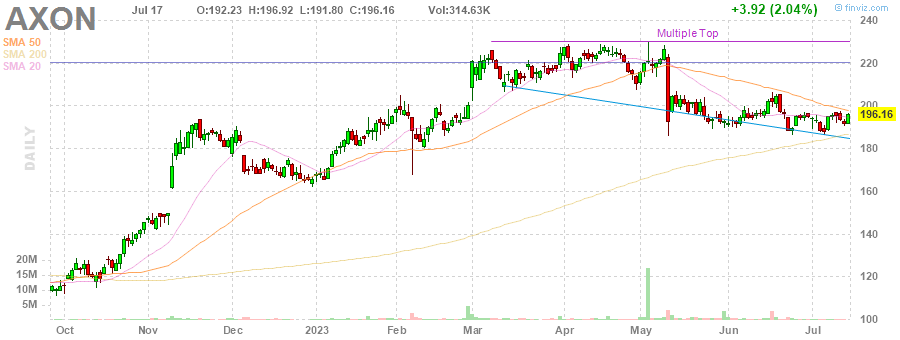 AXON Jul 17 O:192.23 H:196.92 L:191.80 C:196.16 Vol:314.63K +3.92 (2.04%) © finviz.com
SMA 50
SMA 200
SMA 20
Multiple Top
240
220
200
196.16
180
160
140
120
100
DAILY
20M
15M
10M
5M
Oct Nov Dec 2023 Feb Mar Apr May Jun Jul